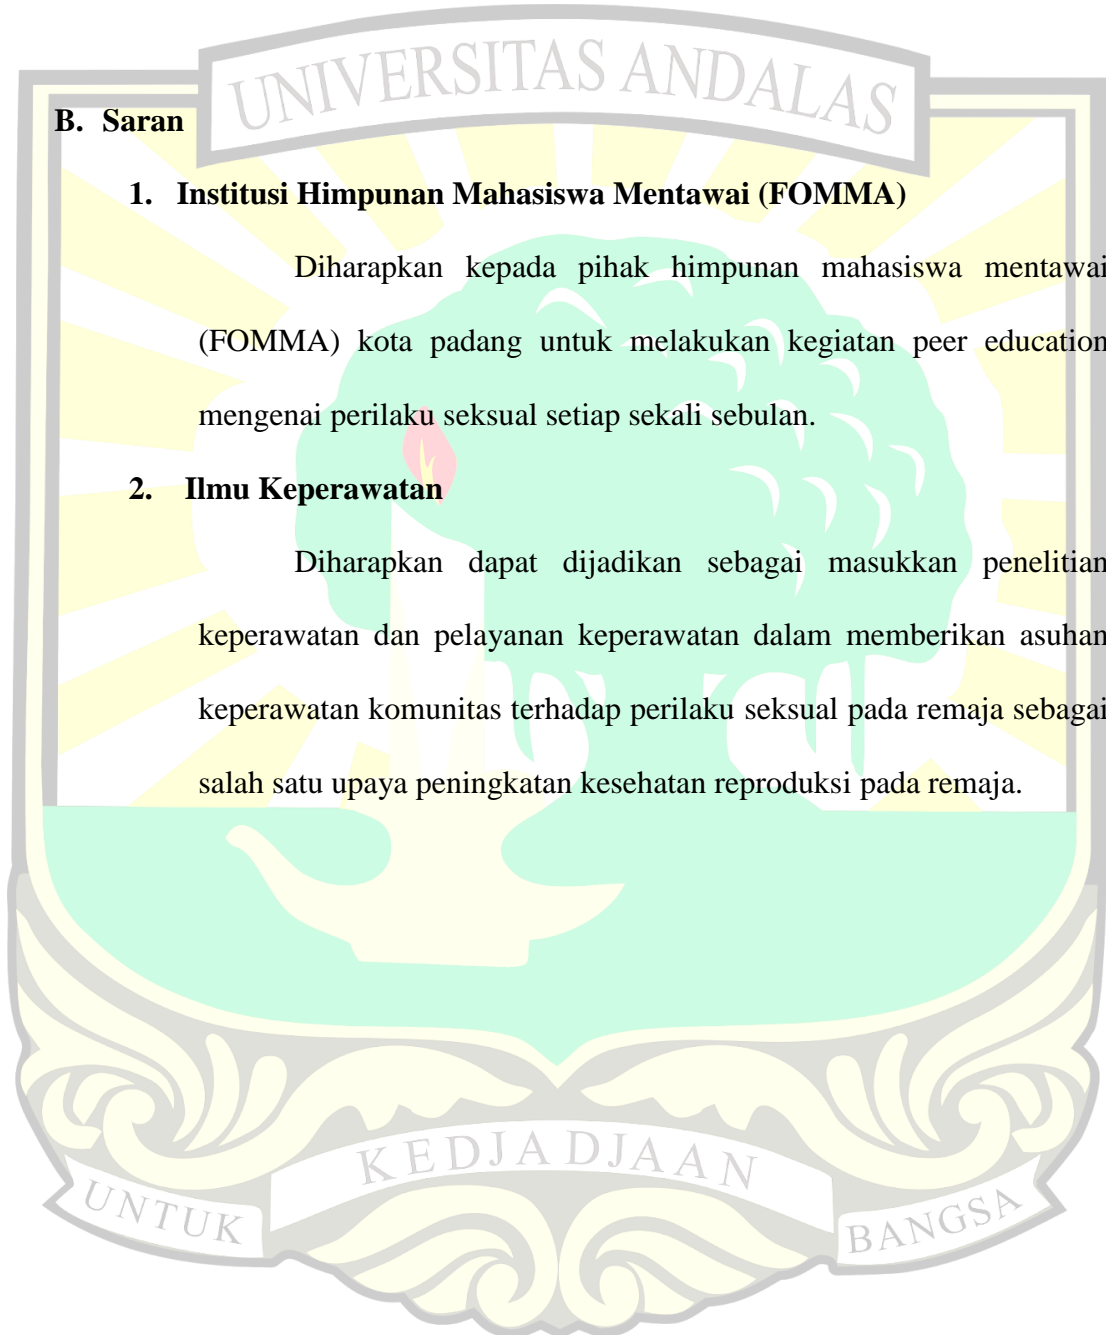 UNIVERSITAS ANDALAS
B. Saran
1. Institusi Himpunan Mahasiswa Mentawai (FOMMA)
Diharapkan kepada pihak himpunan mahasiswa mentawai
(FOMMA) kota padang untuk melakukan kegiatan peer education
mengenai perilaku seksual setiap sekali sebulan.
2. Ilmu Keperawatan
Diharapkan dapat dijadikan sebagai masukkan penelitian
keperawatan dan pelayanan keperawatan dalam memberikan asuhan
keperawatan komunitas terhadap perilaku seksual pada remaja sebagai
salah satu upaya peningkatan kesehatan reproduksi pada remaja.
UNTUK KEDJADJAAN BANGSA